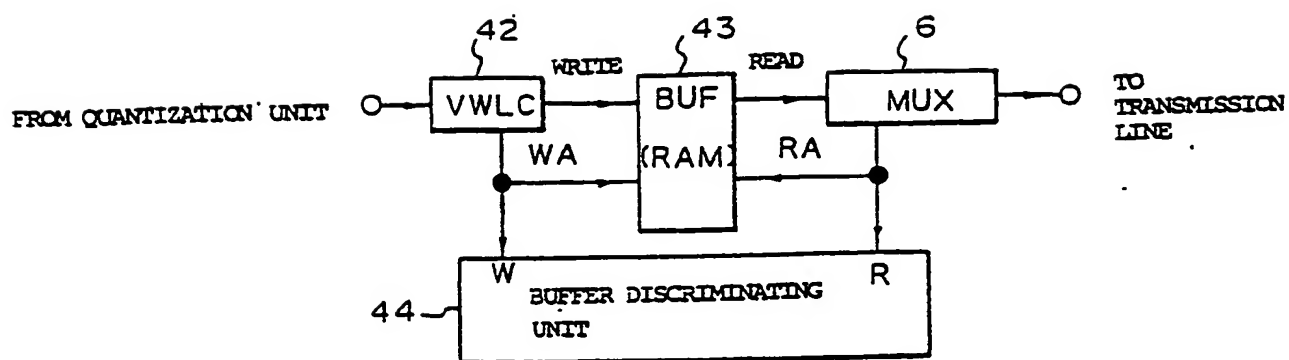 42
43
6
WRITE
READ
FROM QUANTIZATION UNIT
VWLC
BUF
(RAM)
MUX
TO
TRANSMISSION
LINE
WA
RA
W
R
44
BUFFER DISCRIMINATING
UNIT